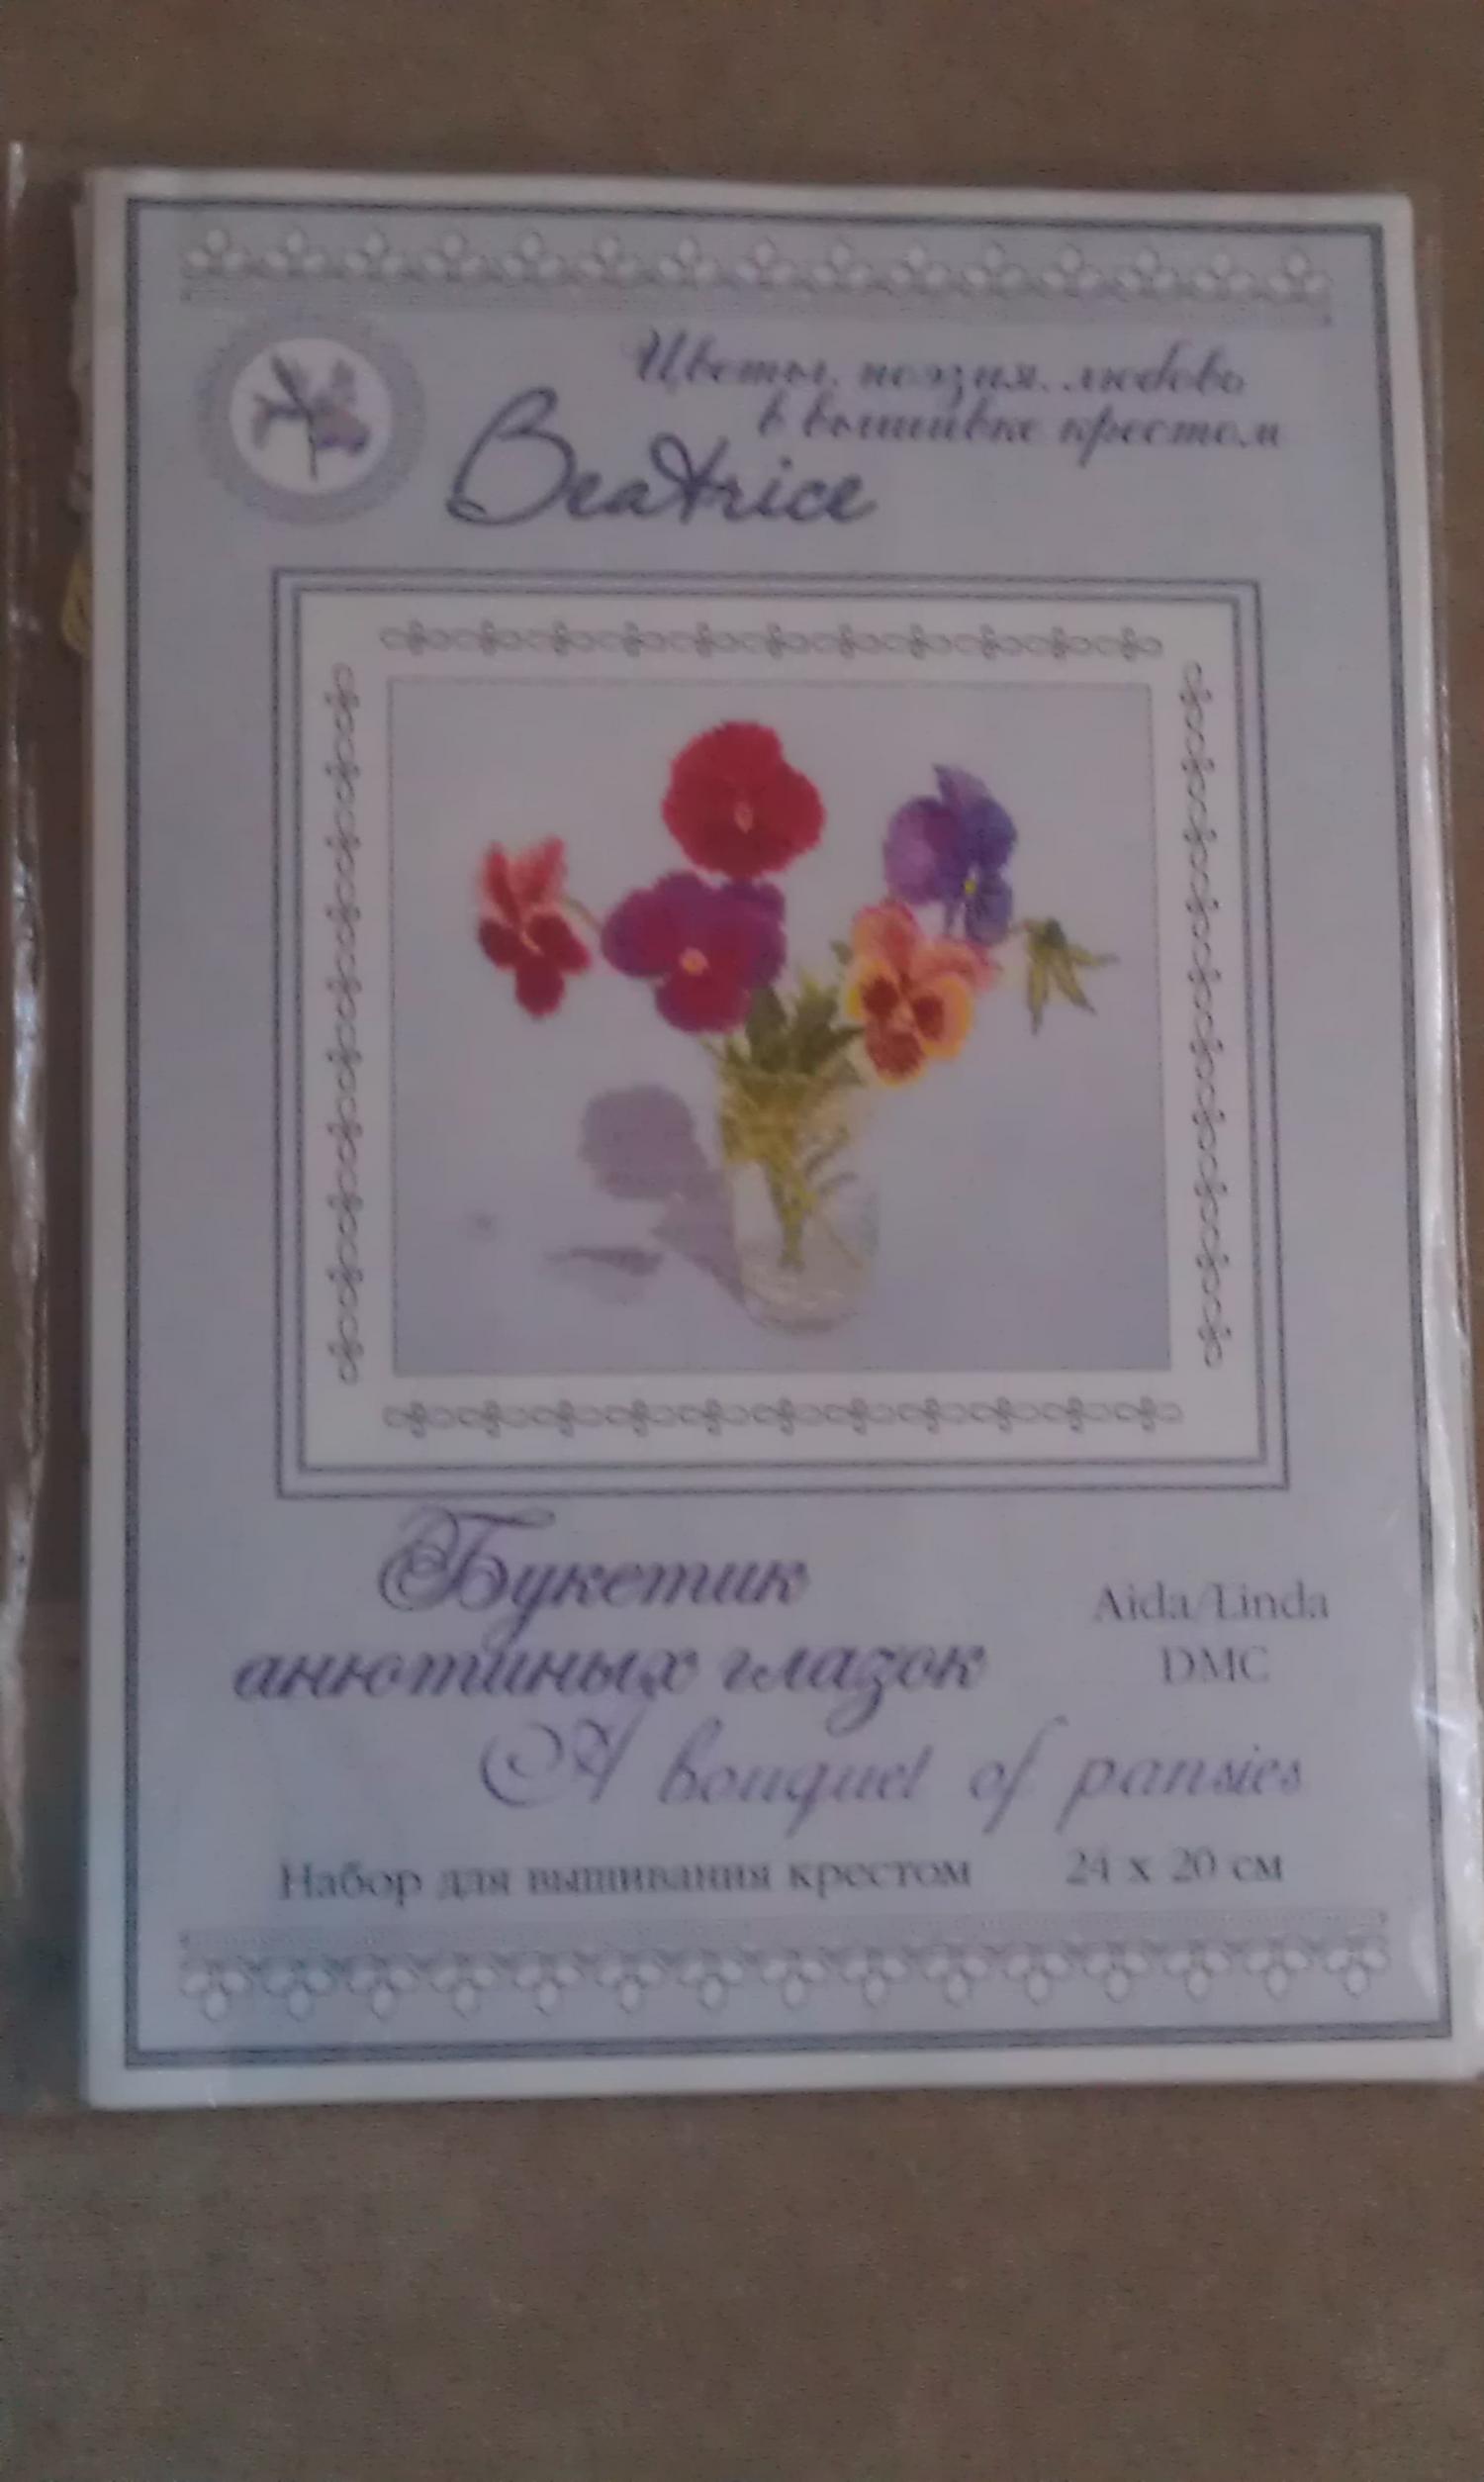 Цветы, поэзия, любовь
в вышивке крестом
Beatrice
Букетик
анютиных глазок
Aida/Linda
DMC
A bouquet of pansies
Набор для вышивания крестом 24 x 20 см